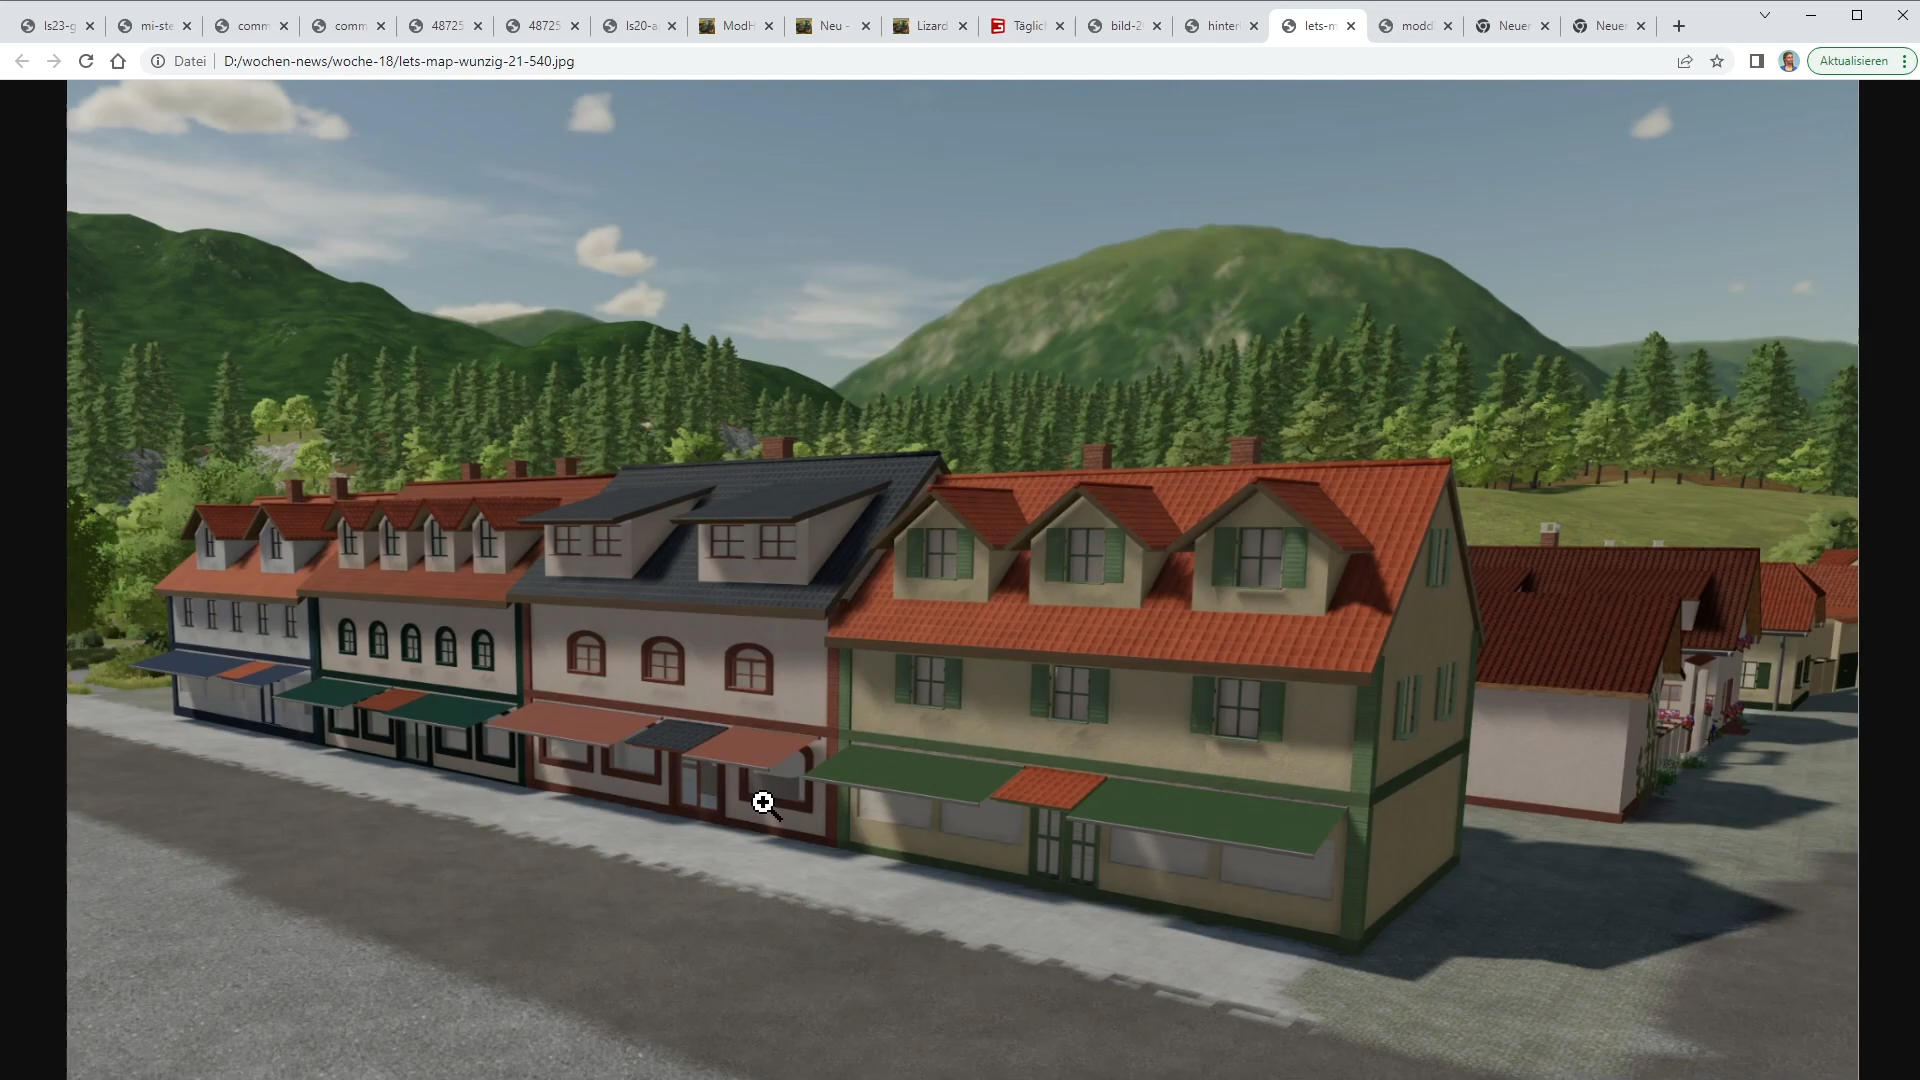 ls23-g
mi-ste
comm
comm
48725
48725
ls20-a
ModH
Neu -
Lizard
Täglich
bild-2
hinter
lets-m
modd
Neuer
Neuer
Datei
D:/wochen-news/woche-18/lets-map-wunzig-21-540.jpg
Aktualisieren